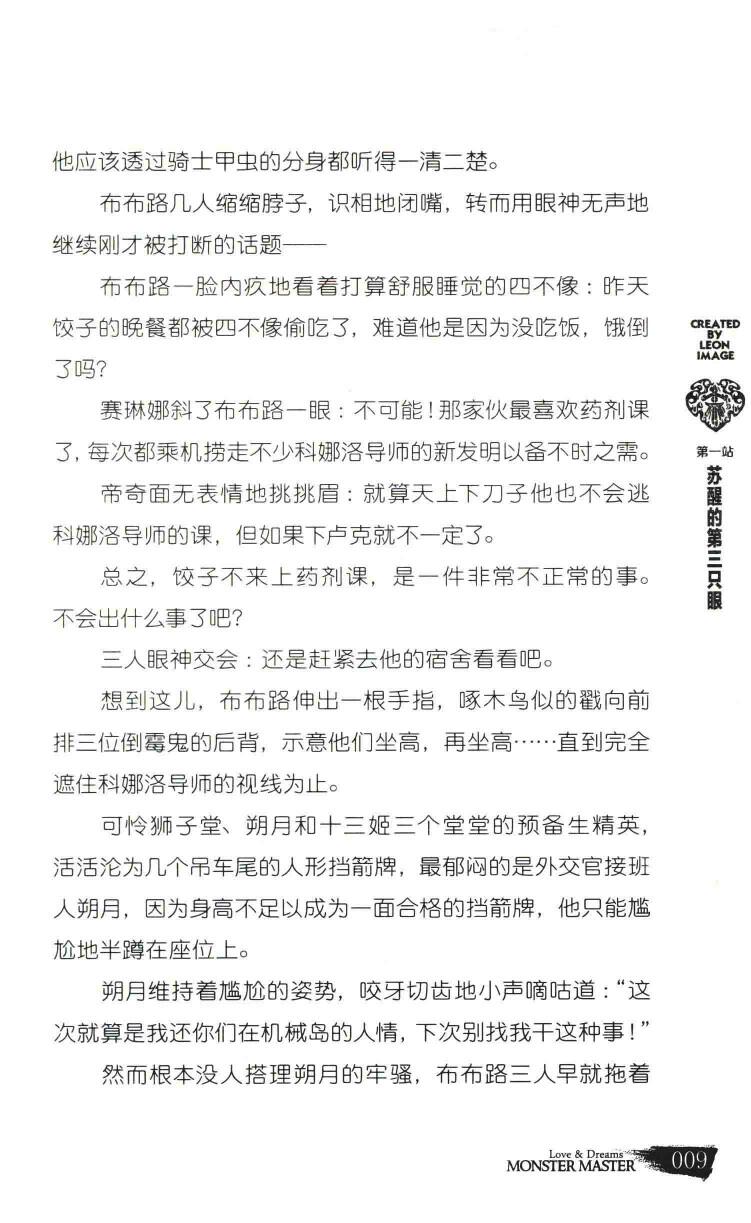 他应该透过骑士甲虫的分身都听得一清二楚。
布布路几人缩缩脖子，识相地闭嘴，转而用眼神无声地
继续刚才被打断的话题——
布布路一脸内疚地看着打算舒服睡觉的四不像：昨天
饺子的晚餐都被四不像偷吃了，难道他是因为没吃饭，饿倒
了吗？
赛琳娜斜了布布路一眼：不可能！那家伙最喜欢药剂课
了，每次都乘机捞走不少科娜洛导师的新发明以备不时之需。
帝奇面无表情地挑挑眉：就算天上下刀子他也不会逃
科娜洛导师的课，但如果下卢克就不一定了。
总之，饺子不来上药剂课，是一件非常不正常的事。
不会出什么事了吧？
三人眼神交会：还是赶紧去他的宿舍看看吧。
想到这儿，布布路伸出一根手指，啄木鸟似的戳向前
排三位倒霉鬼的后背，示意他们坐高，再坐高……直到完全
遮住科娜洛导师的视线为止。
可怜狮子堂、朔月和十三姬三个堂堂的预备生精英，
活活沦为几个吊车尾的人形挡箭牌，最郁闷的是外交官接班
人朔月，因为身高不足以成为一面合格的挡箭牌，他只能尴
尬地半蹲在座位上。
朔月维持着尴尬的姿势，咬牙切齿地小声嘀咕道：“这
次就算是我还你们在机械岛的人情，下次别找我干这种事！”
然而根本没人搭理朔月的牢骚，布布路三人早就拖着
CREATED
BY
LEON
IMAGE
第一站
苏醒的第三只眼
Love & Dreams
MONSTER MASTER
009